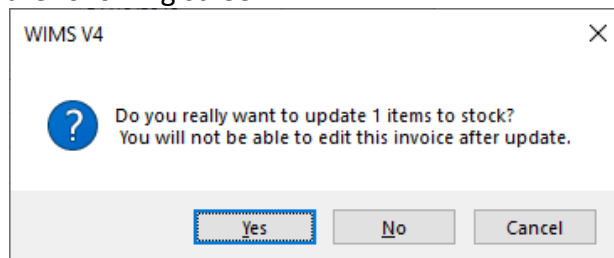 WIMS V4
Do you really want to update 1 items to stock?
You will not be able to edit this invoice after update.
Yes No Cancel